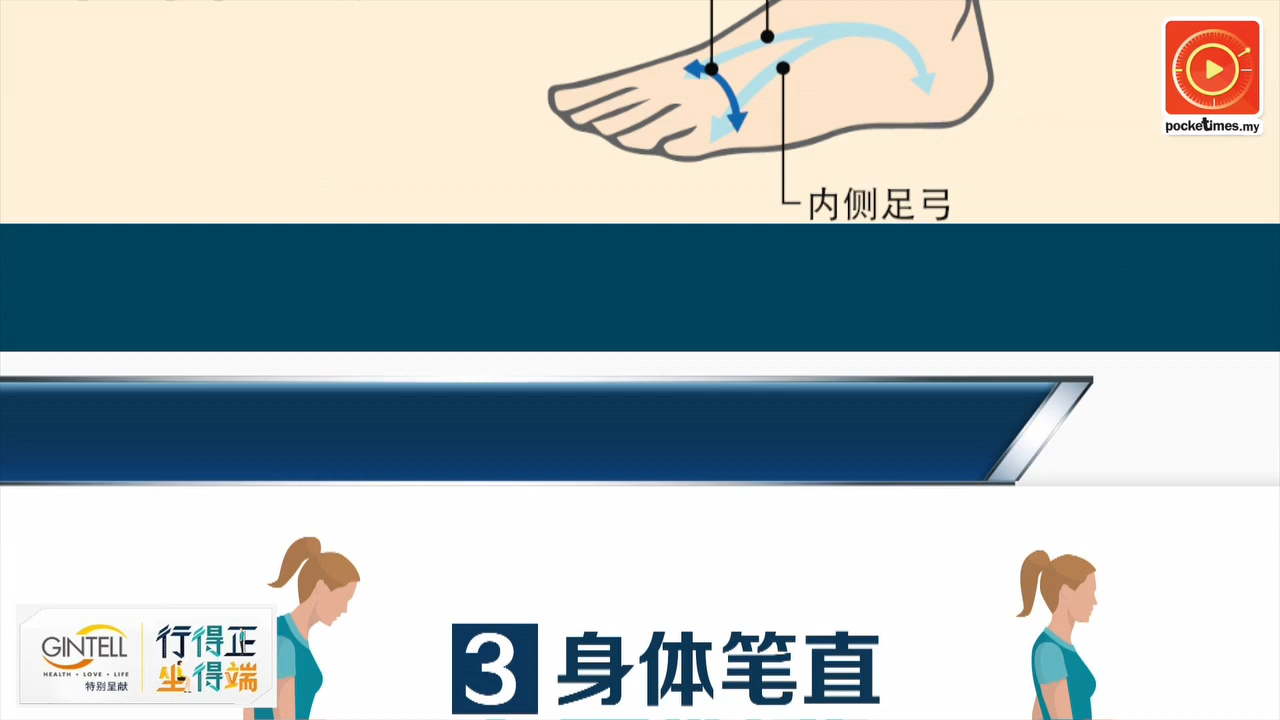 pocketimes.my
内侧足弓
3 身体笔直
GINTELL
HEALTH • LOVE • LIFE
特别呈献
行得正
坐得端